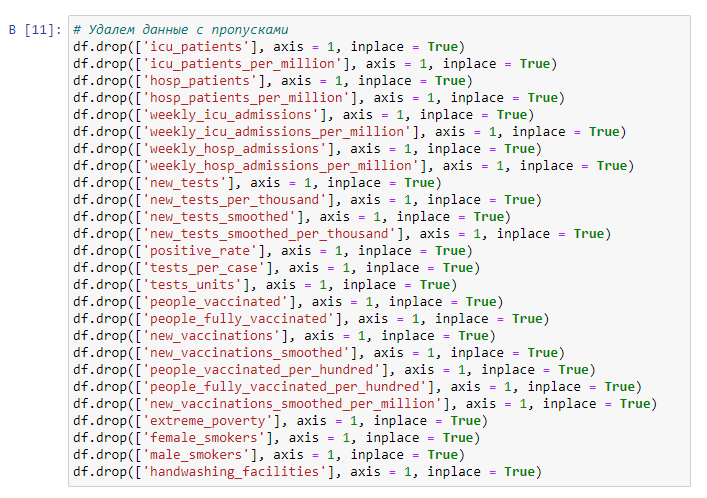 В [11]: # Удалем данные с пропусками
df.drop(['icu_patients'], axis = 1, inplace = True)
df.drop(['icu_patients_per_million'], axis = 1, inplace = True)
df.drop(['hosp_patients'], axis = 1, inplace = True)
df.drop(['hosp_patients_per_million'], axis = 1, inplace = True)
df.drop(['weekly_icu_admissions'], axis = 1, inplace = True)
df.drop(['weekly_icu_admissions_per_million'], axis = 1, inplace = True)
df.drop(['weekly_hosp_admissions'], axis = 1, inplace = True)
df.drop(['weekly_hosp_admissions_per_million'], axis = 1, inplace = True)
df.drop(['new_tests'], axis = 1, inplace = True)
df.drop(['new_tests_per_thousand'], axis = 1, inplace = True)
df.drop(['new_tests_smoothed'], axis = 1, inplace = True)
df.drop(['new_tests_smoothed_per_thousand'], axis = 1, inplace = True)
df.drop(['positive_rate'], axis = 1, inplace = True)
df.drop(['tests_per_case'], axis = 1, inplace = True)
df.drop(['tests_units'], axis = 1, inplace = True)
df.drop(['people_vaccinated'], axis = 1, inplace = True)
df.drop(['people_fully_vaccinated'], axis = 1, inplace = True)
df.drop(['new_vaccinations'], axis = 1, inplace = True)
df.drop(['new_vaccinations_smoothed'], axis = 1, inplace = True)
df.drop(['people_vaccinated_per_hundred'], axis = 1, inplace = True)
df.drop(['people_fully_vaccinated_per_hundred'], axis = 1, inplace = True)
df.drop(['new_vaccinations_smoothed_per_million'], axis = 1, inplace = True)
df.drop(['extreme_poverty'], axis = 1, inplace = True)
df.drop(['female_smokers'], axis = 1, inplace = True)
df.drop(['male_smokers'], axis = 1, inplace = True)
df.drop(['handwashing_facilities'], axis = 1, inplace = True)